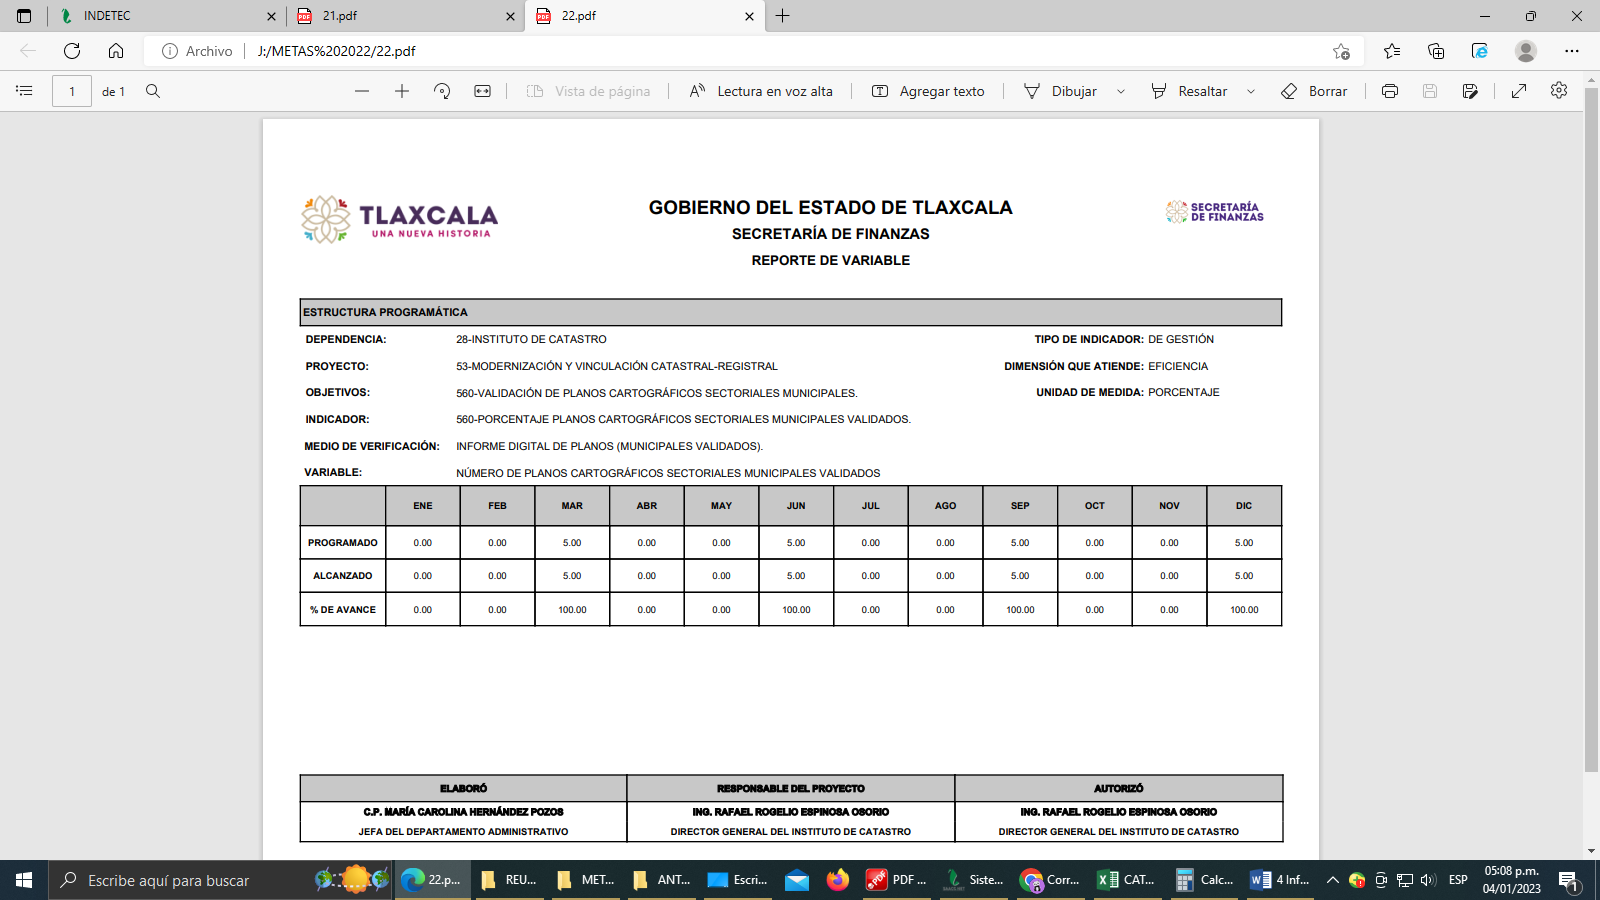 INDETEC
21.pdf
22.pdf
Archivo
J:/METAS%202022/22.pdf
1
de 1
Vista de página
Lectura en voz alta
Agregar texto
Dibujar
Resaltar
Borrar
TLAXCALA
UNA NUEVA HISTORIA
GOBIERNO DEL ESTADO DE TLAXCALA
SECRETARÍA DE FINANZAS
REPORTE DE VARIABLE
SECRETARÍA
DE FINANZAS
ESTRUCTURA PROGRAMÁTICA
DEPENDENCIA: 28-INSTITUTO DE CATASTRO TIPO DE INDICADOR: DE GESTIÓN
PROYECTO: 53-MODERNIZACIÓN Y VINCULACIÓN CATASTRAL-REGISTRAL DIMENSIÓN QUE ATIENDE: EFICIENCIA
OBJETIVOS: 560-VALIDACIÓN DE PLANOS CARTOGRÁFICOS SECTORIALES MUNICIPALES. UNIDAD DE MEDIDA: PORCENTAJE
INDICADOR: 560-PORCENTAJE PLANOS CARTOGRÁFICOS SECTORIALES MUNICIPALES VALIDADOS.
MEDIO DE VERIFICACIÓN: INFORME DIGITAL DE PLANOS (MUNICIPALES VALIDADOS).
VARIABLE: NÚMERO DE PLANOS CARTOGRÁFICOS SECTORIALES MUNICIPALES VALIDADOS
ENE FEB MAR ABR MAY JUN JUL AGO SEP OCT NOV DIC
PROGRAMADO 0.00 0.00 5.00 0.00 0.00 5.00 0.00 0.00 5.00 0.00 0.00 5.00
ALCANZADO 0.00 0.00 5.00 0.00 0.00 5.00 0.00 0.00 5.00 0.00 0.00 5.00
% DE AVANCE 0.00 0.00 100.00 0.00 0.00 100.00 0.00 0.00 100.00 0.00 0.00 100.00
ELABORÓ RESPONSABLE DEL PROYECTO AUTORIZÓ
C.P. MARÍA CAROLINA HERNÁNDEZ POZOS ING. RAFAEL ROGELIO ESPINOSA OSORIO ING. RAFAEL ROGELIO ESPINOSA OSORIO
JEFA DEL DEPARTAMENTO ADMINISTRATIVO DIRECTOR GENERAL DEL INSTITUTO DE CATASTRO DIRECTOR GENERAL DEL INSTITUTO DE CATASTRO
Escribe aquí para buscar
22.p...
REU...
MET...
ANT...
Escri...
PDF ...
Siste...
Corr...
CAT...
Calc...
4 Inf...
ESP
05:08 p.m.
04/01/2023
1